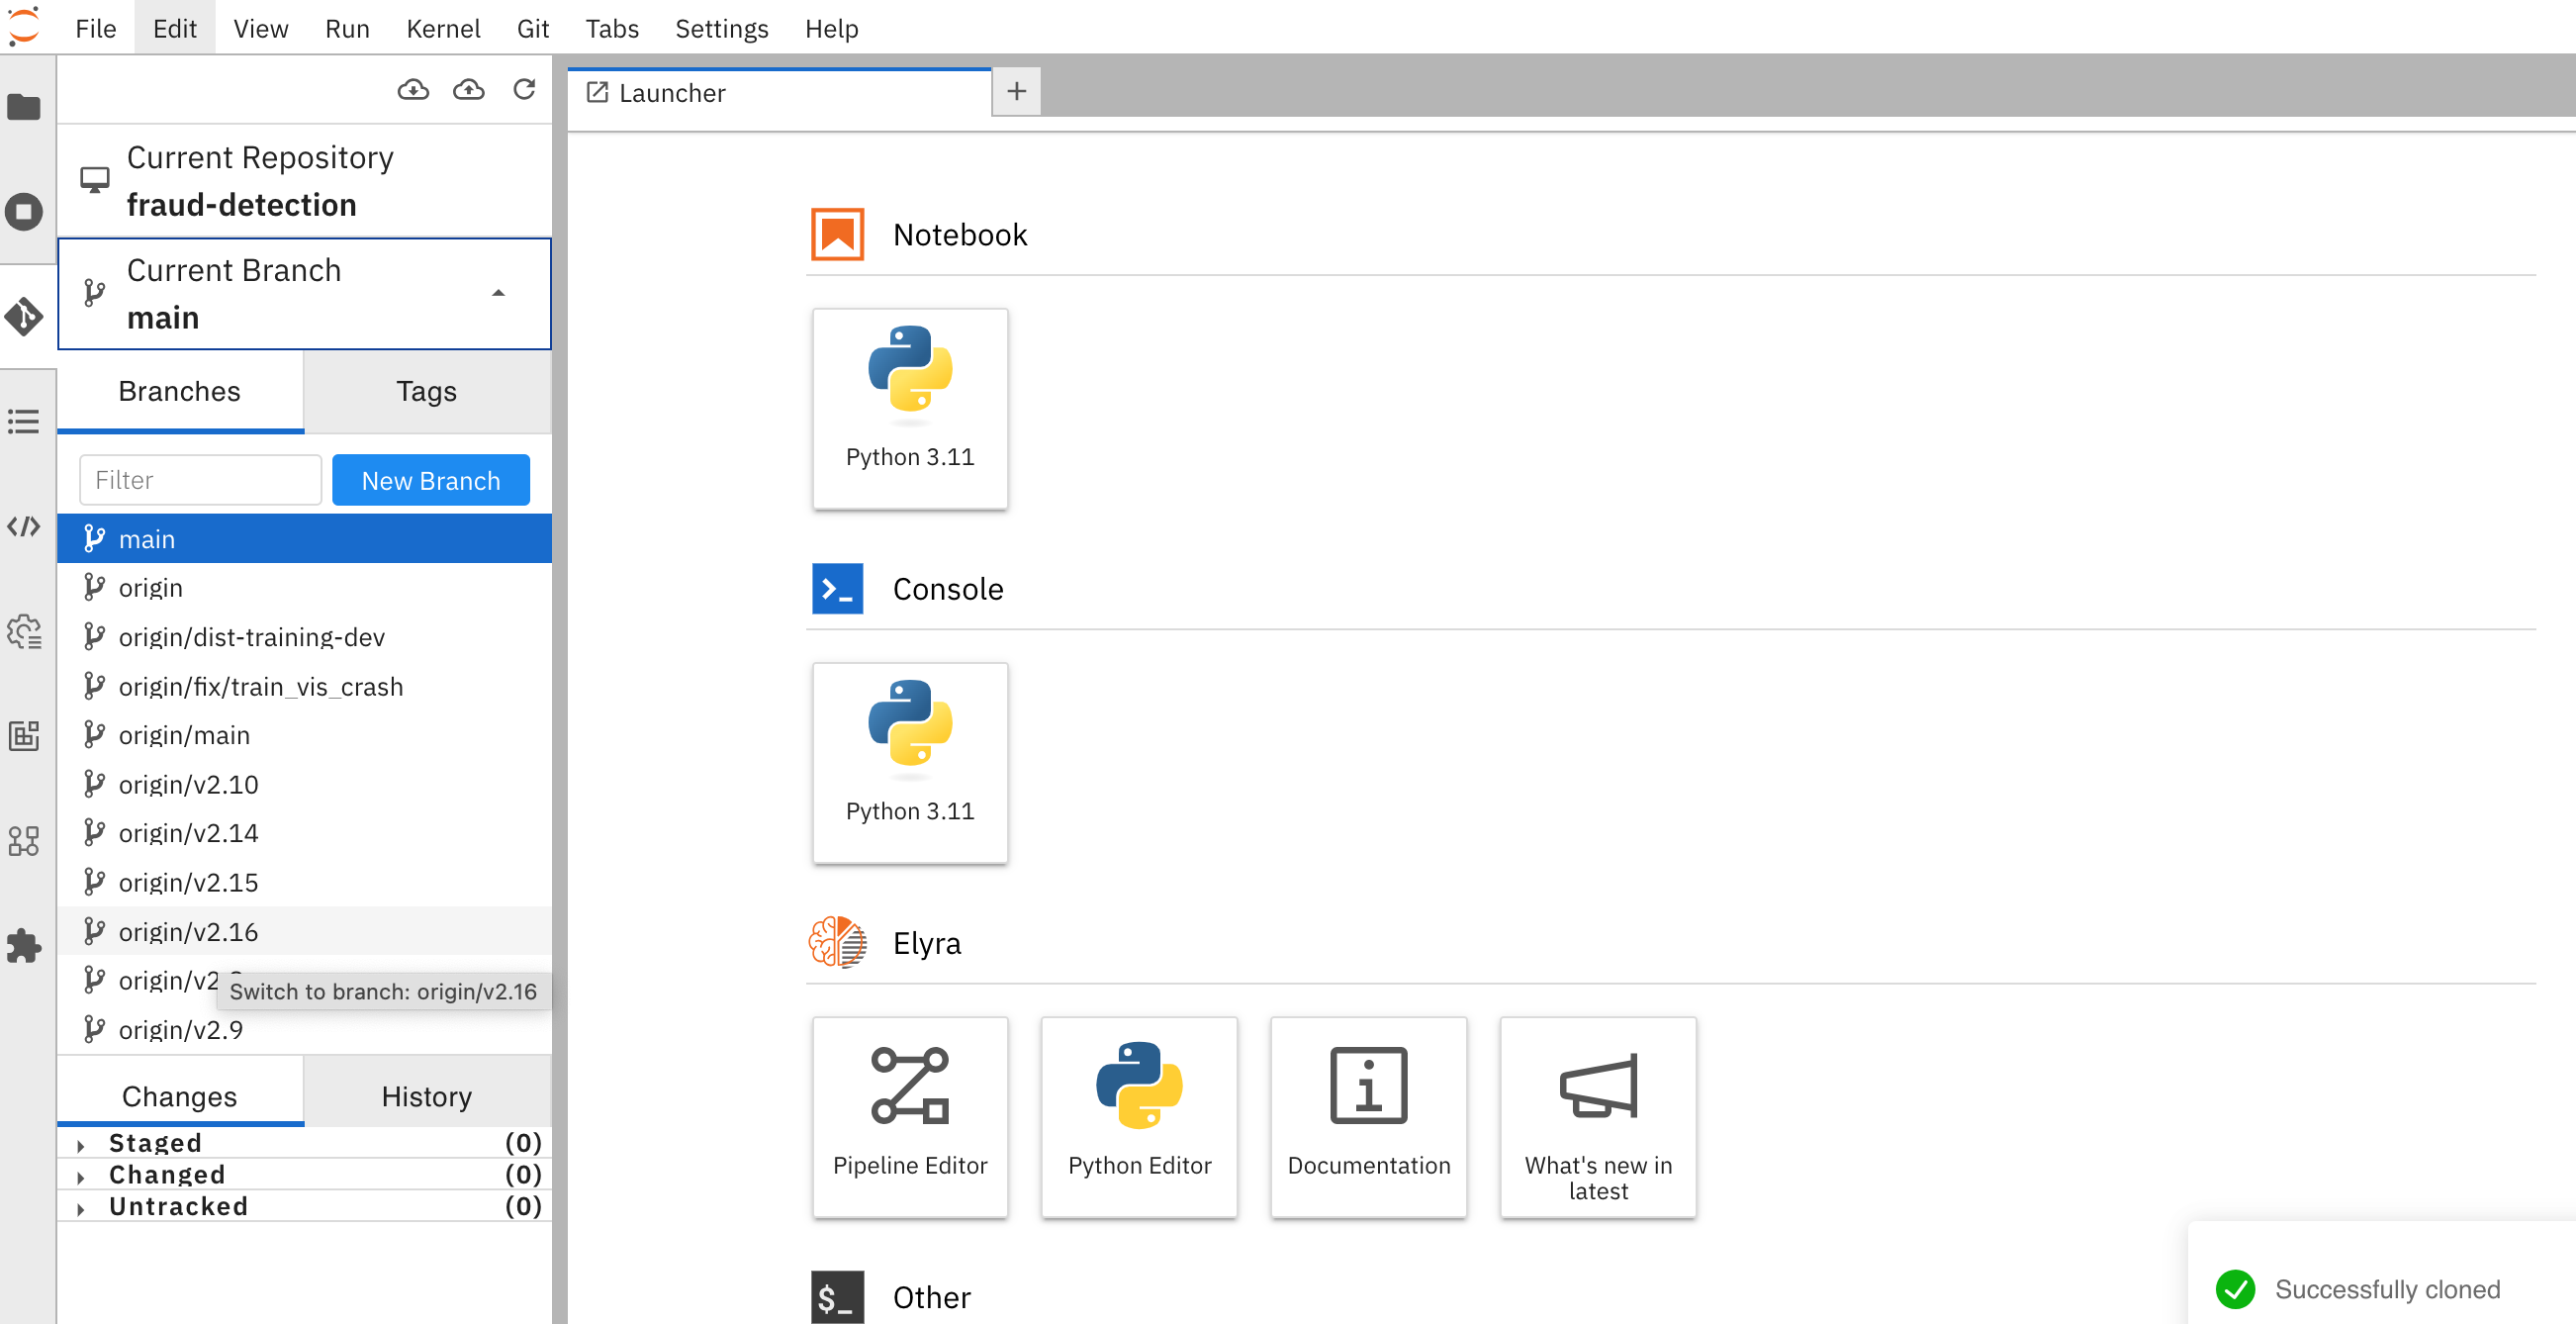 File Edit View Run Kernel Git Tabs Settings Help
Launcher
Current Repository
fraud-detection
Current Branch
main
Branches Tags
Filter New Branch
main
origin
origin/dist-training-dev
origin/fix/train_vis_crash
origin/main
origin/v2.10
origin/v2.14
origin/v2.15
origin/v2.16
Switch to branch: origin/v2.16
origin/v2.9
Changes History
Staged (0)
Changed (0)
Untracked (0)
Notebook
Python 3.11
Console
Python 3.11
Elyra
Pipeline Editor
Python Editor
Documentation
What's new in
latest
$_ Other
Successfully cloned